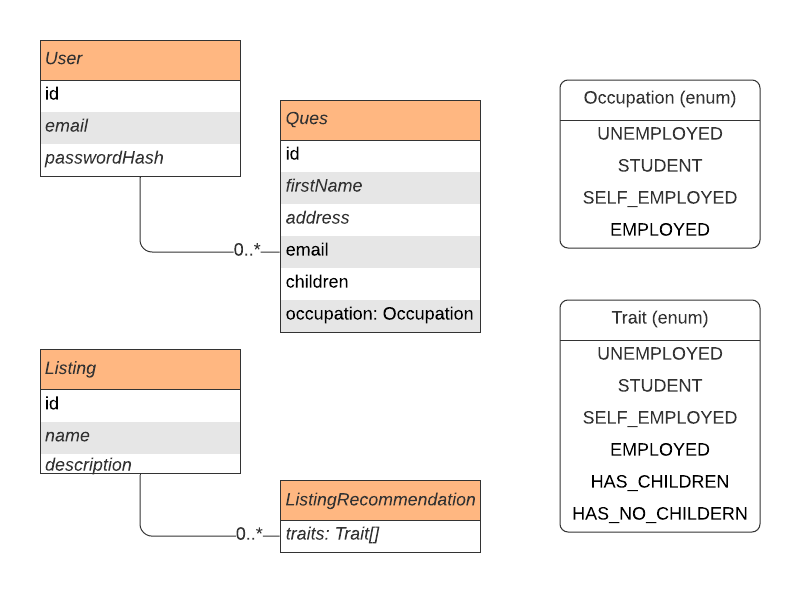 User
id
email
passwordHash
0..*
Ques
id
firstName
address
email
children
occupation: Occupation
Occupation (enum)
UNEMPLOYED
STUDENT
SELF_EMPLOYED
EMPLOYED
Listing
id
name
description
0..*
ListingRecommendation
traits: Trait[]
Trait (enum)
UNEMPLOYED
STUDENT
SELF_EMPLOYED
EMPLOYED
HAS_CHILDREN
HAS_NO_CHILDERN